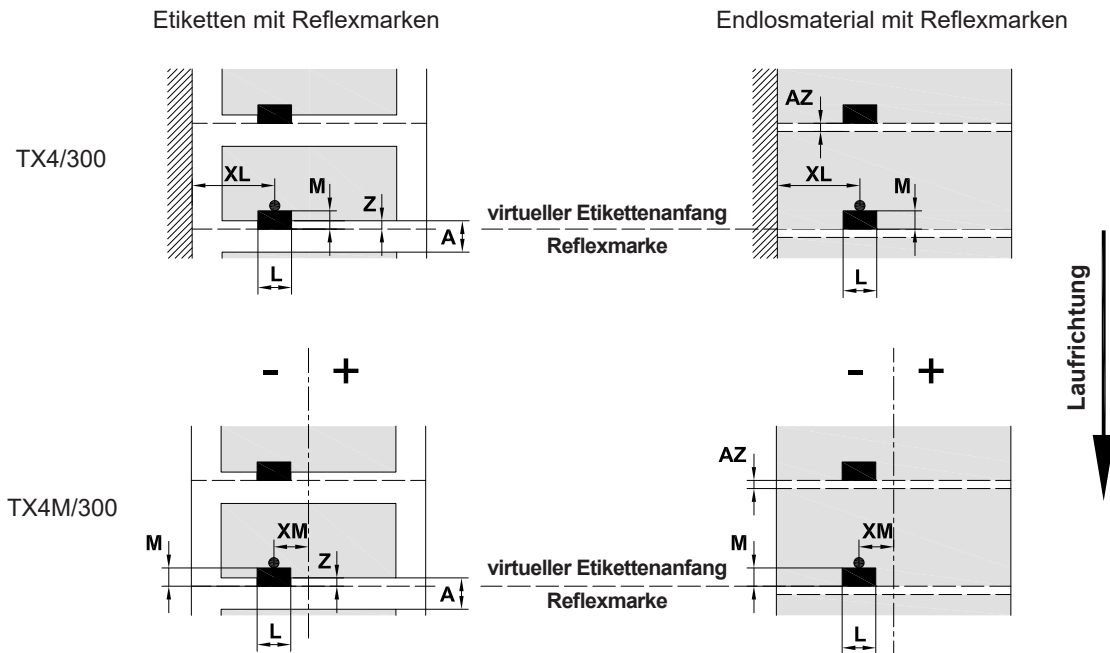 Etiketten mit Reflexmarken
Endlosmaterial mit Reflexmarken
TX4/300
XL
M
Z
A
L
virtueller Etikettenanfang
Reflexmarke
AZ
XL
M
L
Laufrichtung
- +
- +
TX4M/300
M
XM
Z
A
L
virtueller Etikettenanfang
Reflexmarke
AZ
XM
M
L